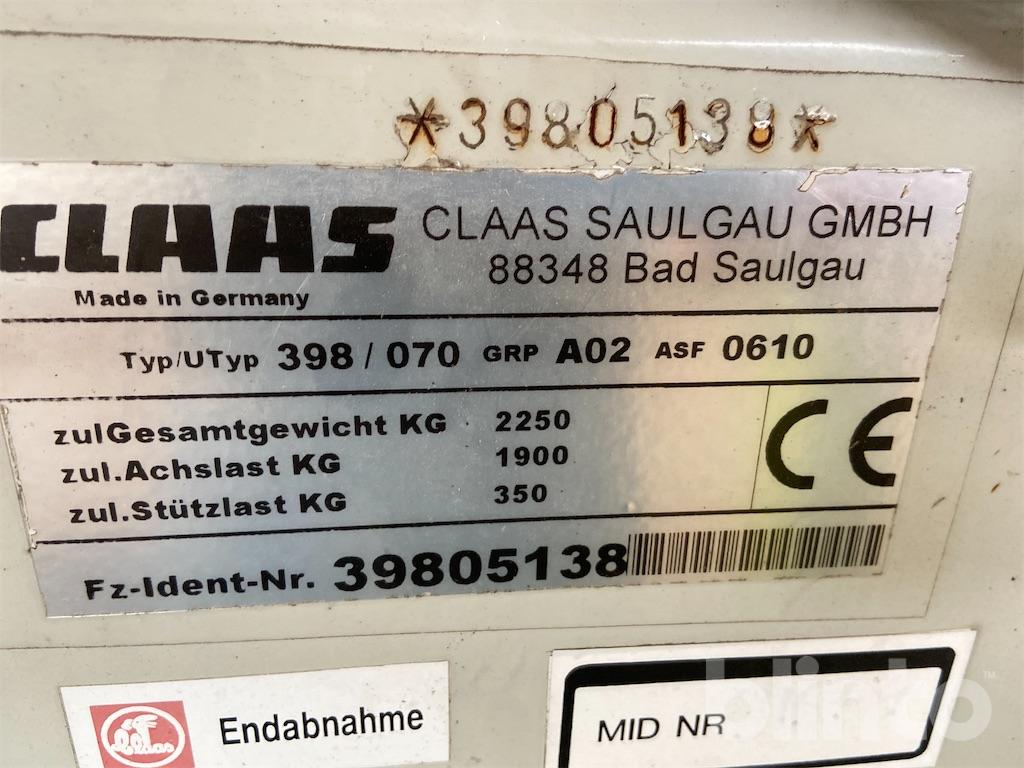 *39805138*
CLAAS
CLAAS SAULGAU GMBH
88348 Bad Saulgau
Made in Germany
Typ/UTyp 398 / 070 GRP A02 ASF 0610
zulGesamtgewicht KG 2250
zul.Achslast KG 1900
zul.Stützlast KG 350
CE
Fz-Ident-Nr. 39805138
Claas
Endabnahme
MID NR
blinto™